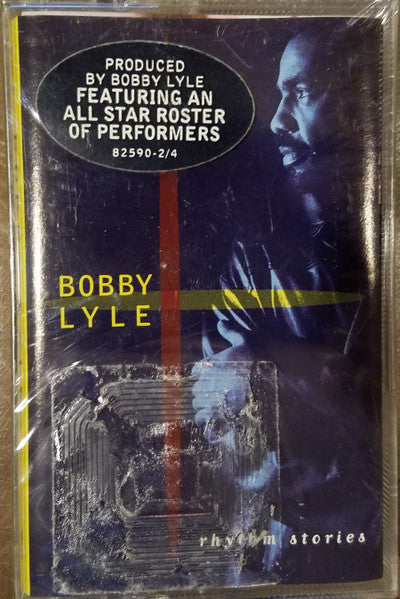 PRODUCED
BY BOBBY LYLE
FEATURING AN
ALL STAR ROSTER
OF PERFORMERS
82590-2/4
BOBBY
LYLE
rhythm stories